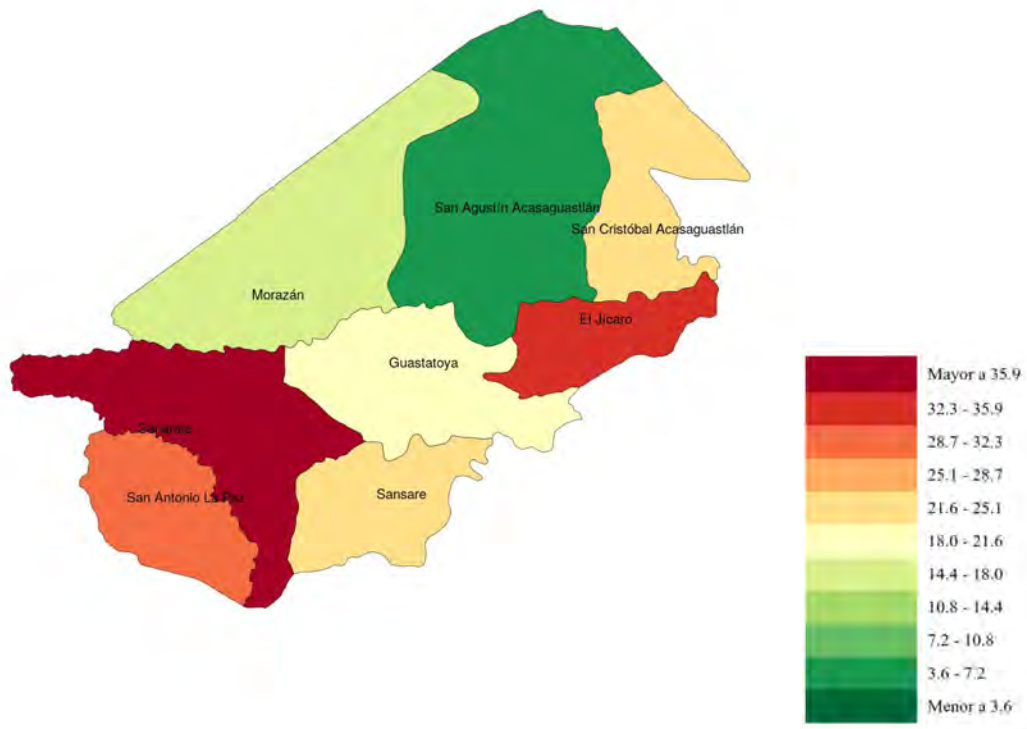 San Agustín Acasaguastlán
San Cristóbal Acasaguastlán
Morazán
El Jícaro
Guastatoya
Sanarate
San Antonio La Paz
Sansare
Mayor a 35.9
32.3 - 35.9
28.7 - 32.3
25.1 - 28.7
21.6 - 25.1
18.0 - 21.6
14.4 - 18.0
10.8 - 14.4
7.2 - 10.8
3.6 - 7.2
Menor a 3.6